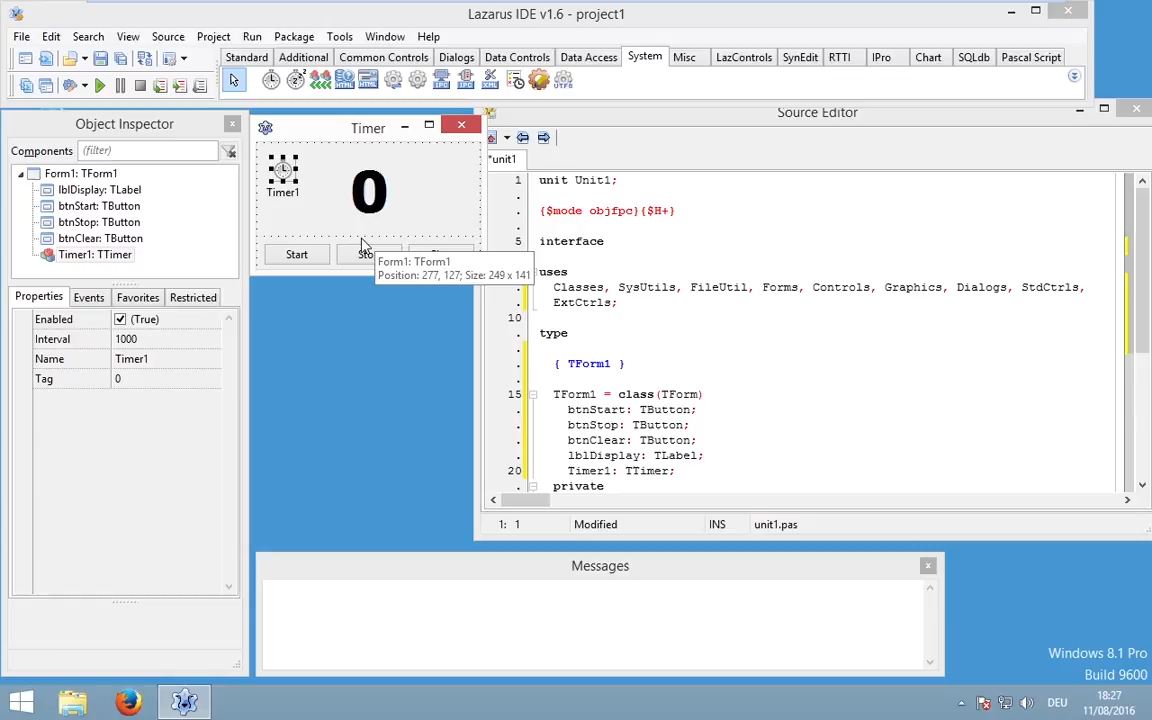 Lazarus IDE v1.6 - project1
File Edit Search View Source Project Run Package Tools Window Help
Standard Additional Common Controls Dialogs Data Controls Data Access System Misc LazControls SynEdit RTTI IPro Chart SQLdb Pascal Script
Object Inspector
Components (filter)
Form1: TForm1
lblDisplay: TLabel
btnStart: TButton
btnStop: TButton
btnClear: TButton
Timer1: TTimer
Properties Events Favorites Restricted
Enabled (True)
Interval 1000
Name Timer1
Tag 0
Timer
Timer1
0
Start
Form1: TForm1
Position: 277, 127; Size: 249 x 141
Source Editor
*unit1
1 unit Unit1;
.
. {$mode objfpc}{$H+}
.
5 interface
.
. uses
. Classes, SysUtils, FileUtil, Forms, Controls, Graphics, Dialogs, StdCtrls,
. ExtCtrls;
10
. type
.
. { TForm1 }
.
15 TForm1 = class(TForm)
. btnStart: TButton;
. btnStop: TButton;
. btnClear: TButton;
. lblDisplay: TLabel;
20 Timer1: TTimer;
. private
1: 1 Modified INS unit1.pas
Messages
Windows 8.1 Pro
Build 9600
DEU
18:27
11/08/2016